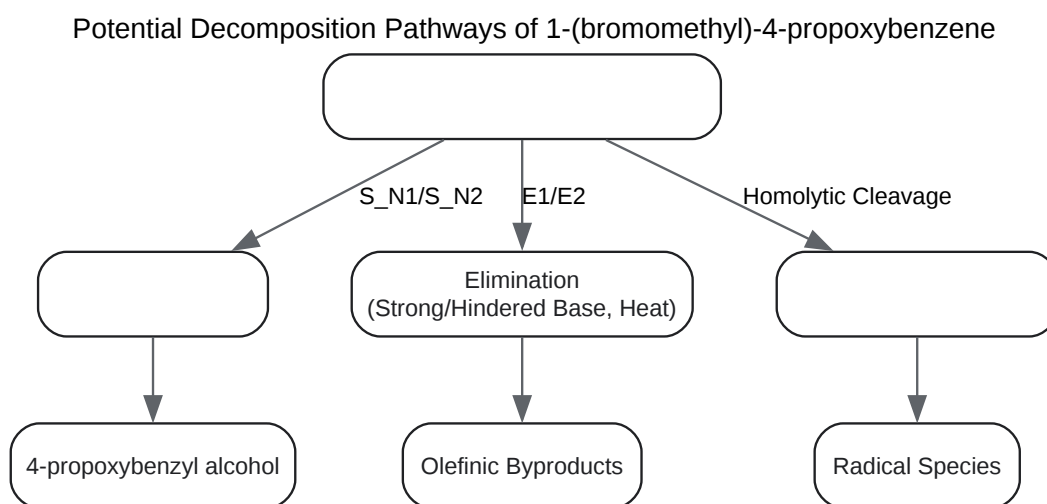 Potential Decomposition Pathways of 1-(bromomethyl)-4-propoxybenzene
S_N1/S_N2
E1/E2
Homolytic Cleavage
Elimination
(Strong/Hindered Base, Heat)
4-propoxybenzyl alcohol
Olefinic Byproducts
Radical Species